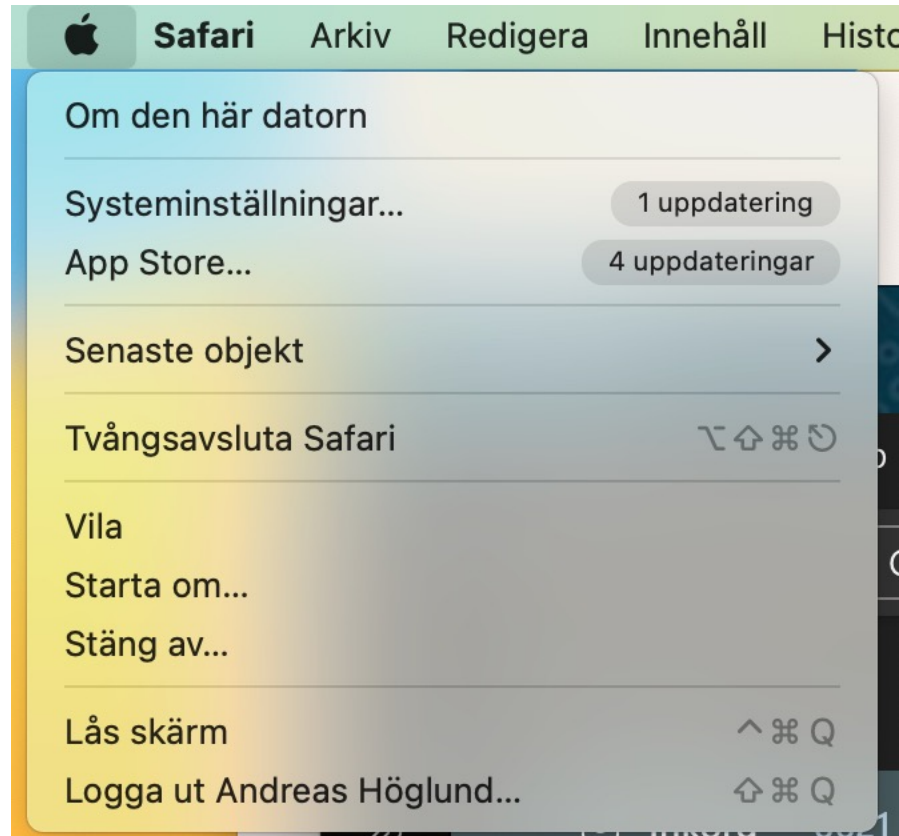 Safari Arkiv Redigera Innehåll
Om den här datorn
Systeminställningar... 1 uppdatering
App Store... 4 uppdateringar
Senaste objekt
Tvångsavsluta Safari ⌥⇧⌘⎋
Vila
Starta om...
Stäng av...
Lås skärm ^⌘Q
Logga ut Andreas Höglund... ⇧⌘Q